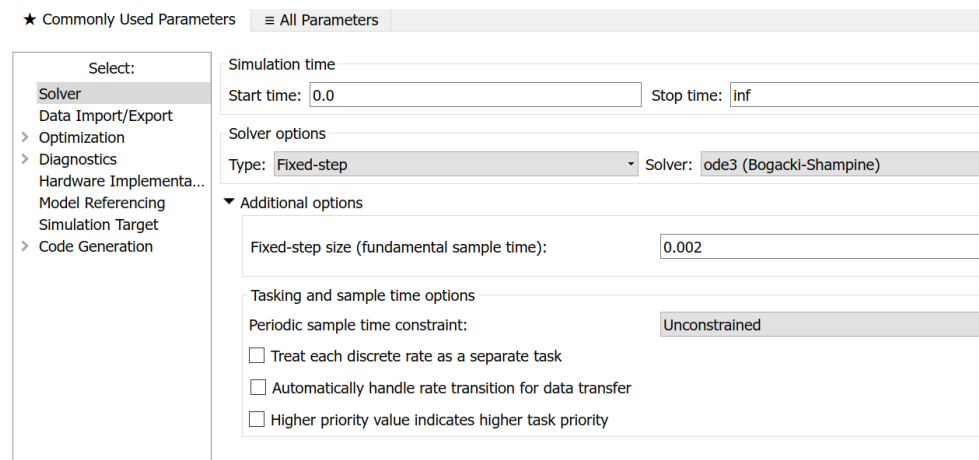 ★ Commonly Used Parameters
≡ All Parameters
Select:
Solver
Data Import/Export
Optimization
Diagnostics
Hardware Implementa...
Model Referencing
Simulation Target
Code Generation
Simulation time
Start time: 0.0 Stop time: inf
Solver options
Type: Fixed-step Solver: ode3 (Bogacki-Shampine)
Additional options
Fixed-step size (fundamental sample time): 0.002
Tasking and sample time options
Periodic sample time constraint: Unconstrained
Treat each discrete rate as a separate task
Automatically handle rate transition for data transfer
Higher priority value indicates higher task priority